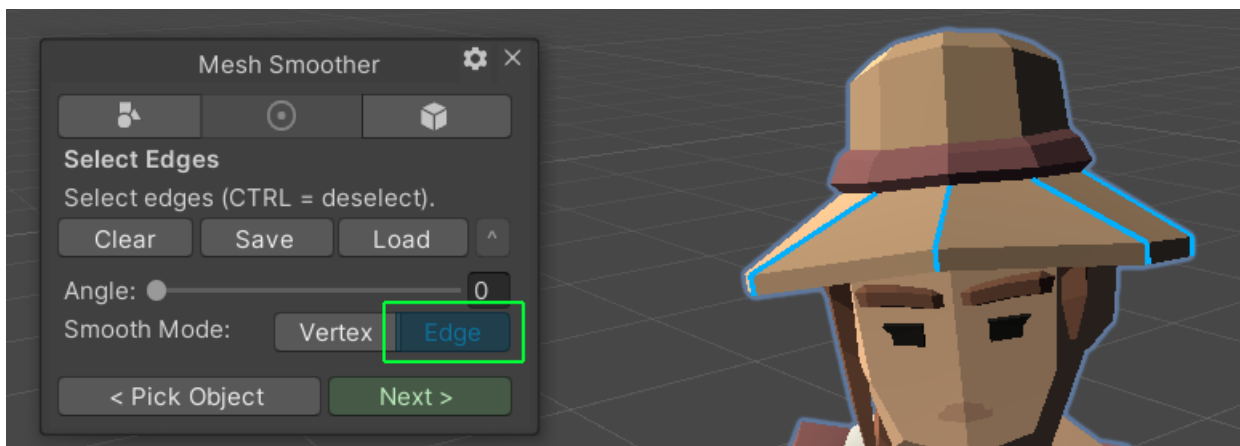 Mesh Smoother
Select Edges
Select edges (CTRL = deselect).
Clear Save Load ^
Angle: 0
Smooth Mode: Vertex Edge
< Pick Object Next >